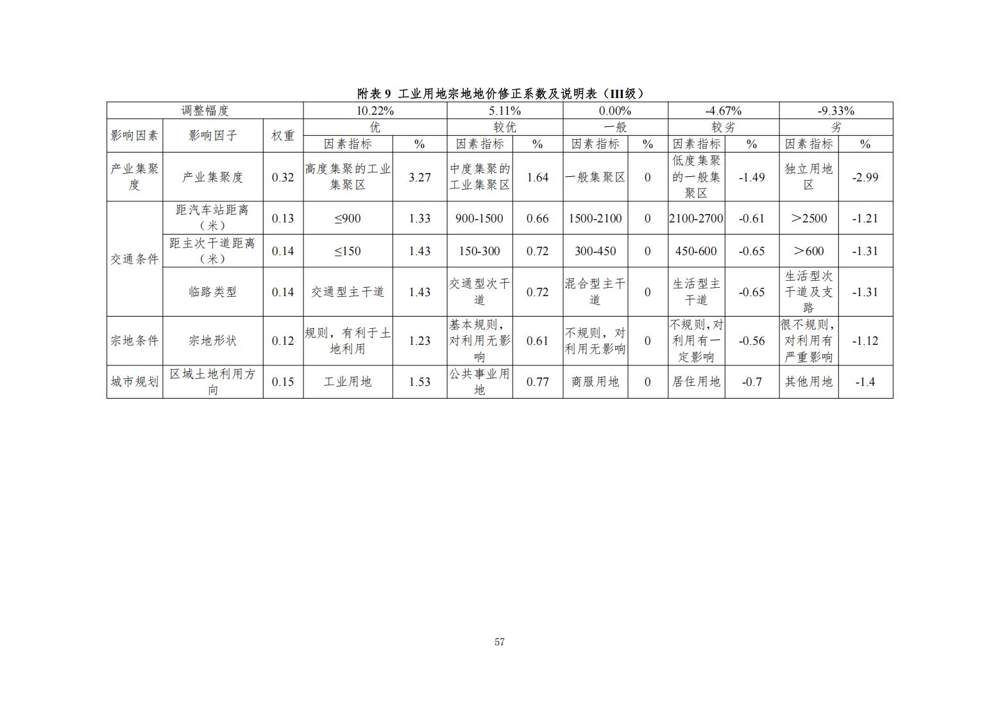 附表 9 工业用地宗地地价修正系数及说明表（III级）
调整幅度 10.22% 5.11% 0.00% -4.67% -9.33%
影响因素 影响因子 权重 优 较优 一般 较劣 劣
因素指标 % 因素指标 % 因素指标 % 因素指标 % 因素指标 %
产业集聚度 产业集聚度 0.32 高度集聚的工业集聚区 3.27 中度集聚的工业集聚区 1.64 一般集聚区 0 低度集聚的一般集聚区 -1.49 独立用地区 -2.99
交通条件 距汽车站距离（米） 0.13 ≤900 1.33 900-1500 0.66 1500-2100 0 2100-2700 -0.61 ＞2500 -1.21
距主次干道距离（米） 0.14 ≤150 1.43 150-300 0.72 300-450 0 450-600 -0.65 ＞600 -1.31
临路类型 0.14 交通型主干道 1.43 交通型次干道 0.72 混合型主干道 0 生活型主干道 -0.65 生活型次干道及支路 -1.31
宗地条件 宗地形状 0.12 规则，有利于土地利用 1.23 基本规则，对利用无影响 0.61 不规则，对利用无影响 0 不规则，对利用有一定影响 -0.56 很不规则，对利用有严重影响 -1.12
城市规划 区域土地利用方向 0.15 工业用地 1.53 公共事业用地 0.77 商服用地 0 居住用地 -0.7 其他用地 -1.4
57